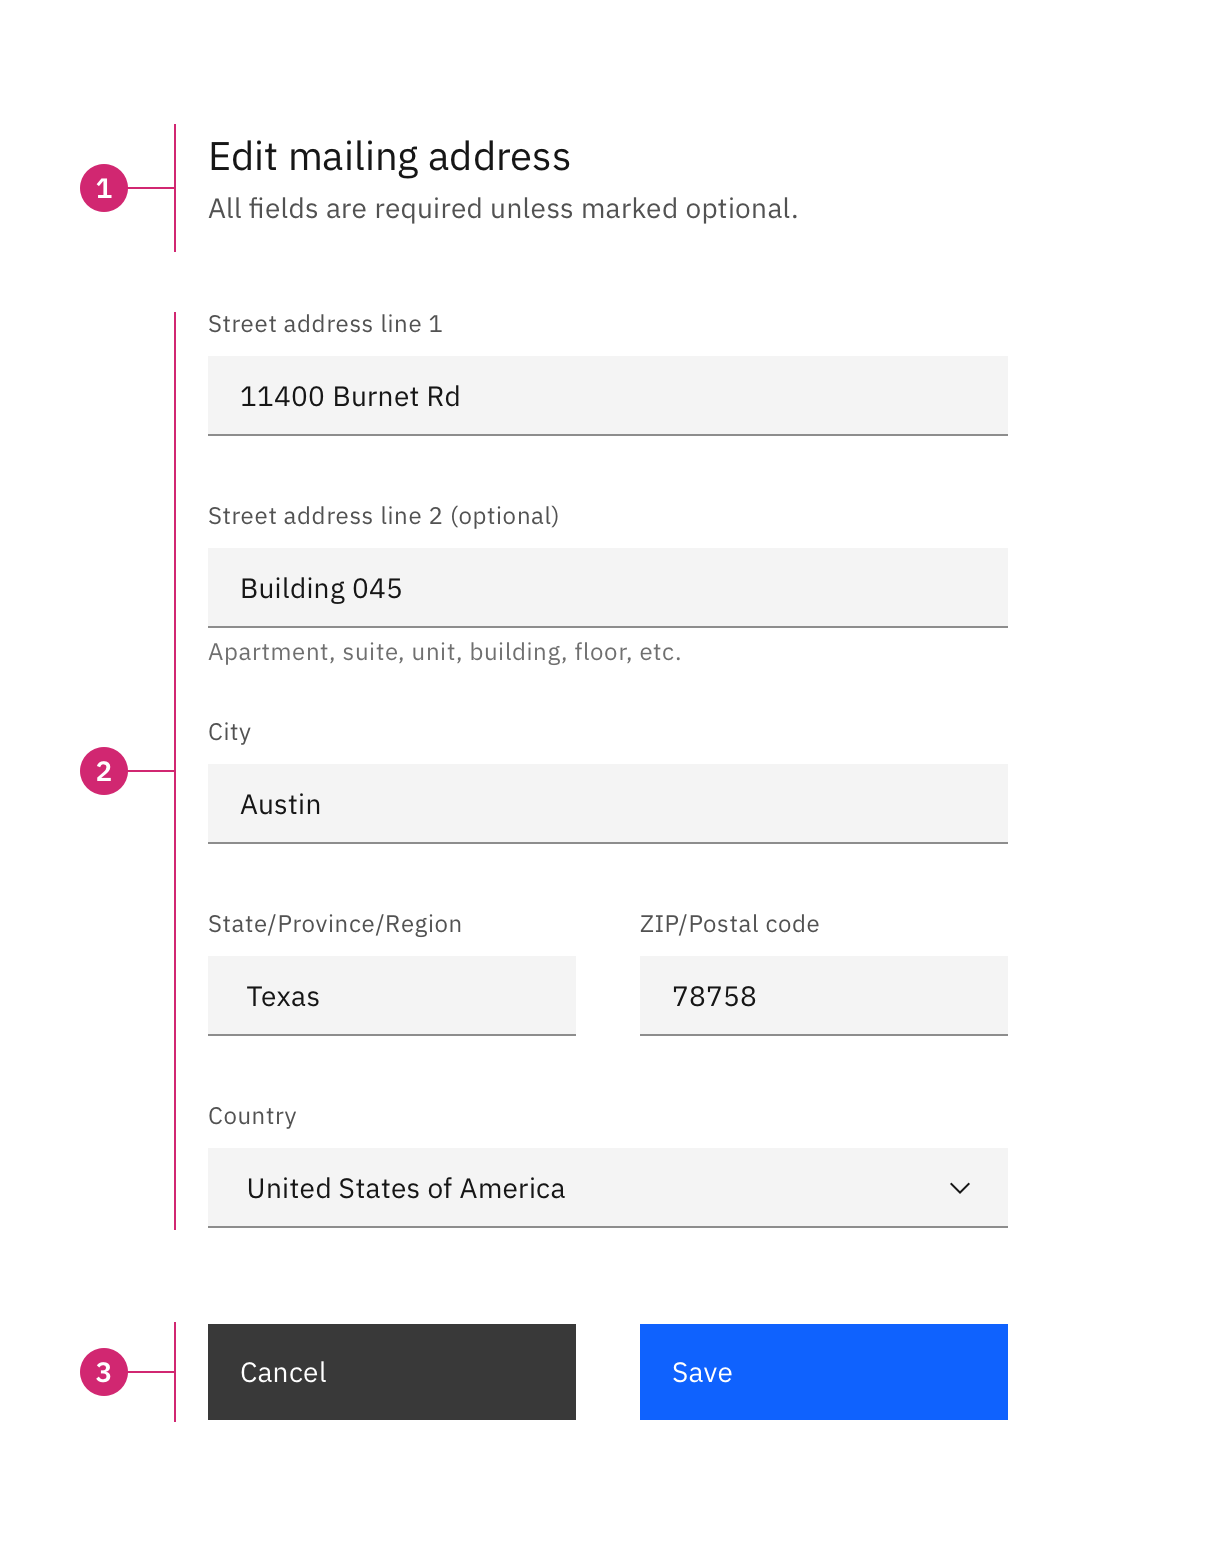 1
Edit mailing address
All fields are required unless marked optional.
Street address line 1
11400 Burnet Rd
Street address line 2 (optional)
Building 045
Apartment, suite, unit, building, floor, etc.
2
City
Austin
State/Province/Region
ZIP/Postal code
Texas
78758
Country
United States of America
3
Cancel
Save